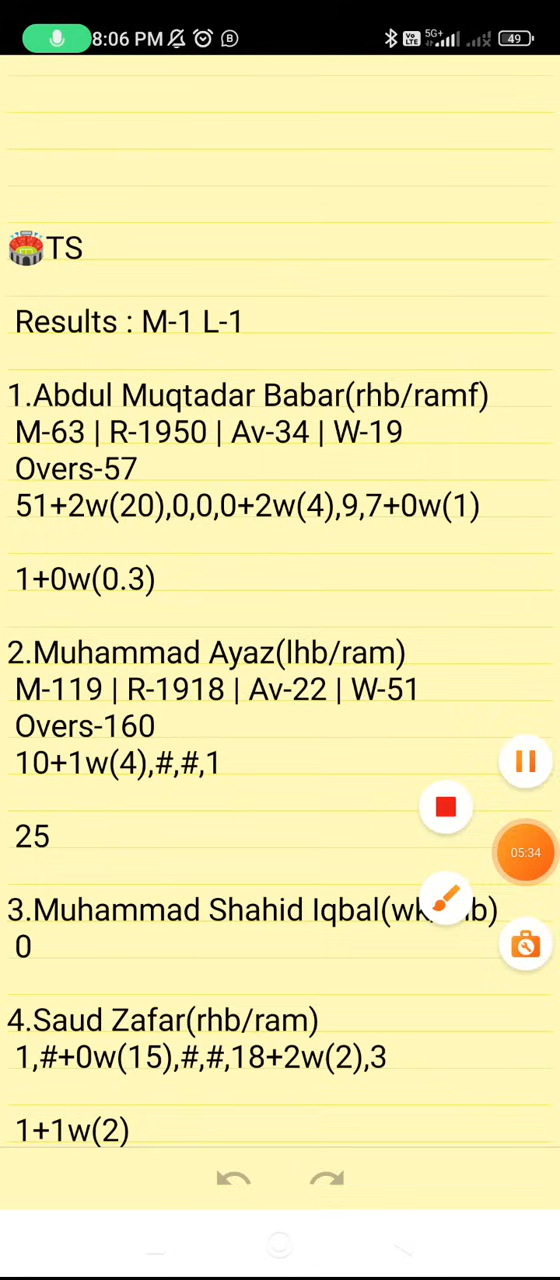 8:06 PM
5G+
Vo LTE
49
TS
Results : M-1 L-1
1.Abdul Muqtadar Babar(rhb/ramf)
M-63 | R-1950 | Av-34 | W-19
Overs-57
51+2w(20),0,0,0+2w(4),9,7+0w(1)
1+0w(0.3)
2.Muhammad Ayaz(lhb/ram)
M-119 | R-1918 | Av-22 | W-51
Overs-160
10+1w(4),#,#,1
25
05:34
3.Muhammad Shahid Iqbal(wk
0
4.Saud Zafar(rhb/ram)
1,#+0w(15),#,#,18+2w(2),3
1+1w(2)